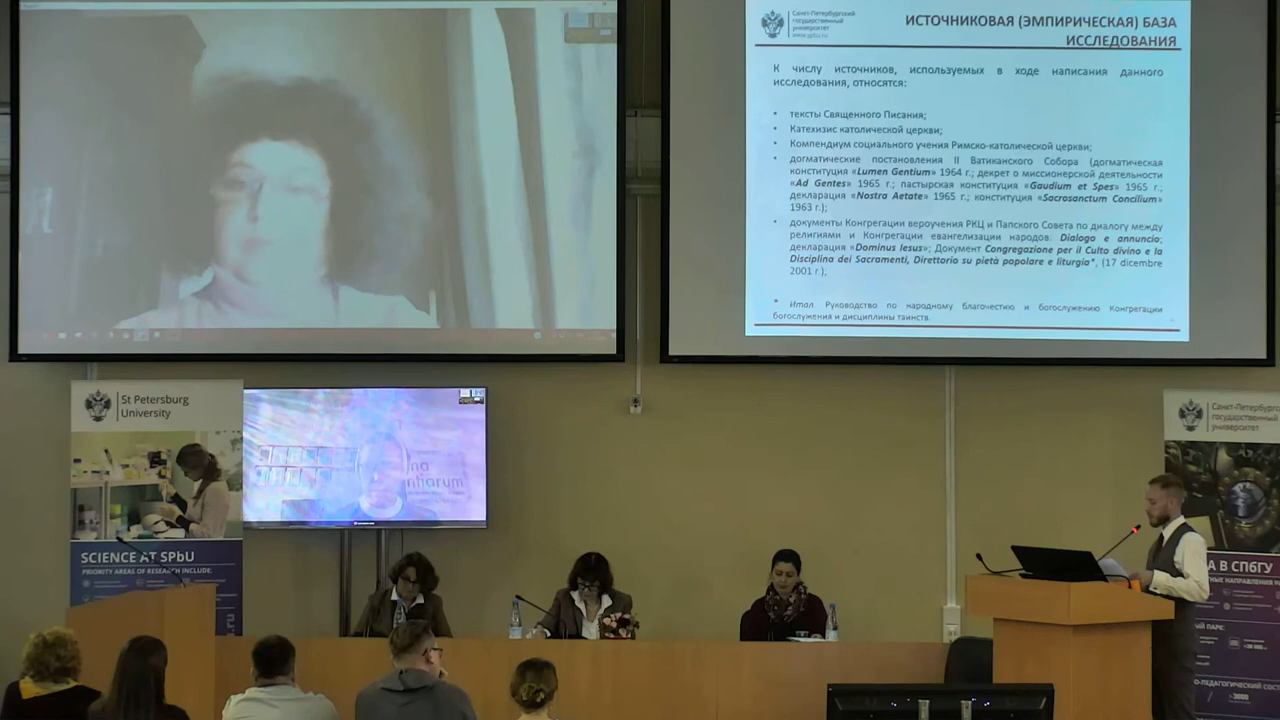 Санкт-Петербургский
государственный
университет
www.spbu.ru
ИСТОЧНИКОВАЯ (ЭМПИРИЧЕСКАЯ) БАЗА
ИССЛЕДОВАНИЯ
К числу источников, используемых в ходе написания данного
исследования, относятся:
• тексты Священного Писания;
• Катехизис католической церкви;
• Компендиум социального учения Римско-католической церкви;
• догматические постановления II Ватиканского Собора (догматическая
конституция «Lumen Gentium» 1964 г.; декрет о миссионерской деятельности
«Ad Gentes» 1965 г.; пастырская конституция «Gaudium et Spes» 1965 г.;
декларация «Nostra Aetate» 1965 г.; конституция «Sacrosanctum Concilium»
1963 г.);
• документы Конгрегации вероучения РКЦ и Папского Совета по диалогу между
религиями и Конгрегации евангелизации народов: Dialogo e annuncio;
декларация «Dominus Iesus»; Документ Congregazione per il Culto divino e la
Disciplina dei Sacramenti, Direttorio su pietà popolare e liturgia*, (17 dicembre
2001 г.);
* Итал. Руководство по народному благочестию и богослужению Конгрегации
богослужения и дисциплины таинств.
St Petersburg
University
SCIENCE AT SPbU
PRIORITY AREAS OF RESEARCH INCLUDE:
Санкт-Петербург
государственный
университет
А В СПбГУ